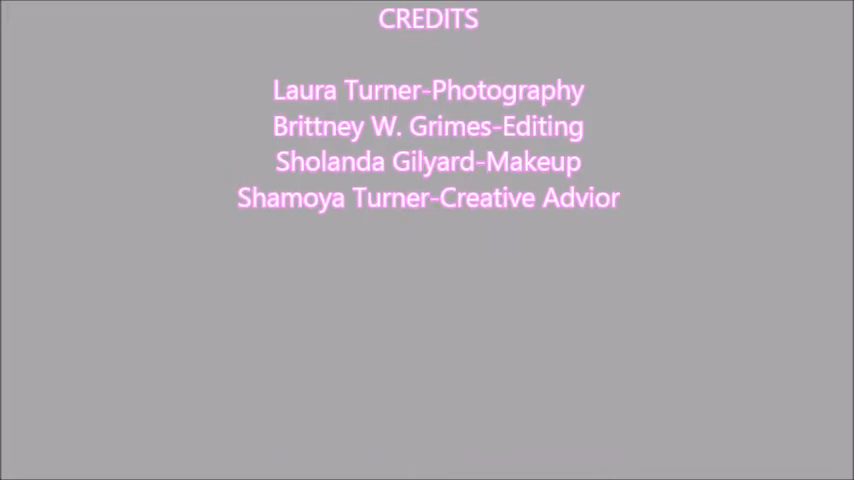 CREDITS
Laura Turner-Photography
Brittney W. Grimes-Editing
Sholanda Gilyard-Makeup
Shamoya Turner-Creative Advior